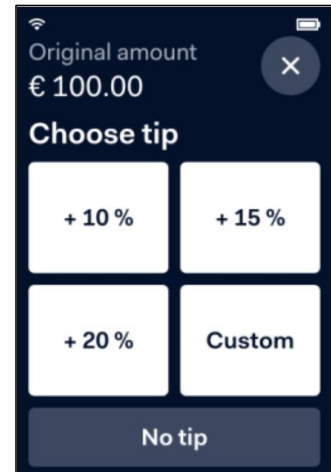 Original amount
€ 100.00
Choose tip
+ 10 %
+ 15 %
+ 20 %
Custom
No tip